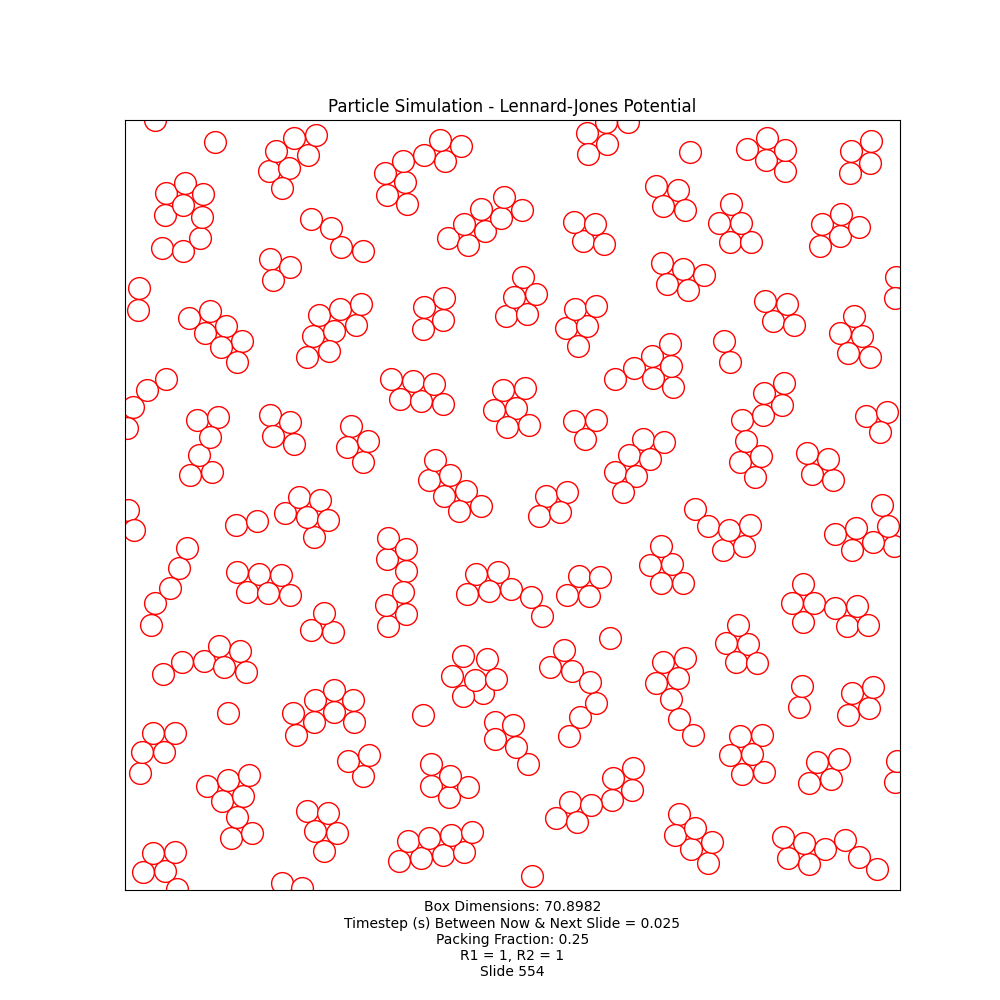 Particle Simulation - Lennard-Jones Potential
Box Dimensions: 70.8982
Timestep (s) Between Now & Next Slide = 0.025
Packing Fraction: 0.25
R1 = 1, R2 = 1
Slide 554